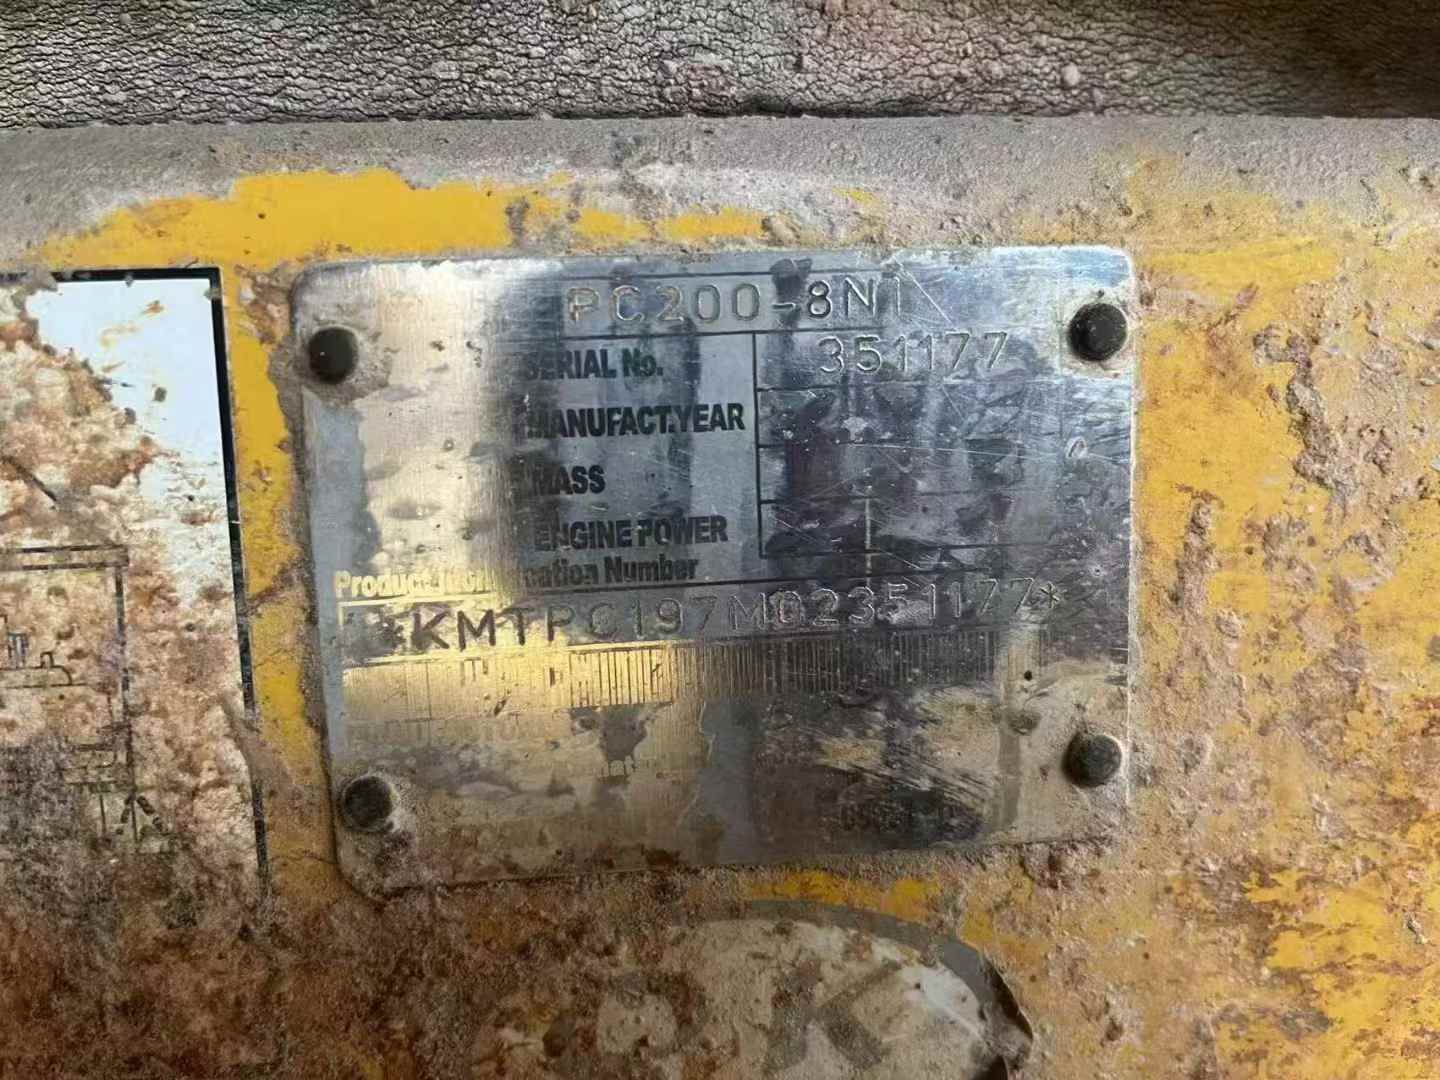 PC200-8N1
SERIAL No. 351177
MANUFACT.YEAR
MASS
ENGINE POWER
Product Identification Number
*KMTPC197M02351177*